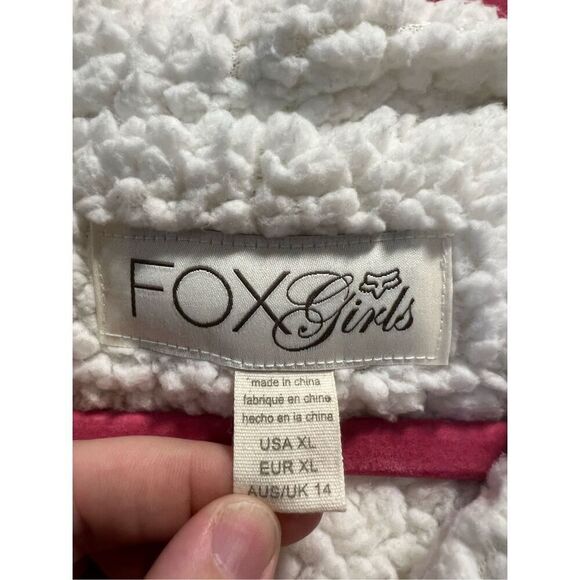 FOX Girls
made in china
fabriqué en chine
hecho en la china
USA XL
EUR XL
AUS/UK 14